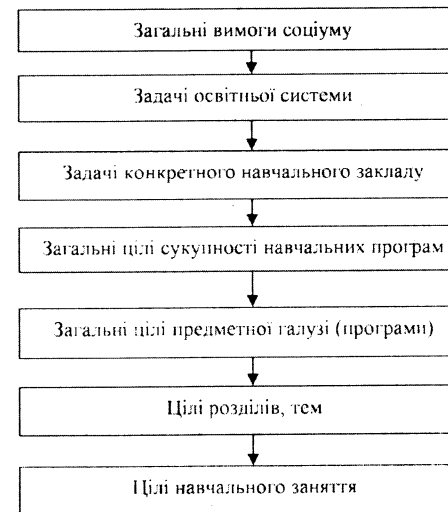 Загальні вимоги соціуму
Задачі освітньої системи
Задачі конкретного навчального закладу
Загальні цілі сукупності навчальних програм
Загальні цілі предметної галузі (програми)
Цілі розділів, тем
Цілі навчального заняття